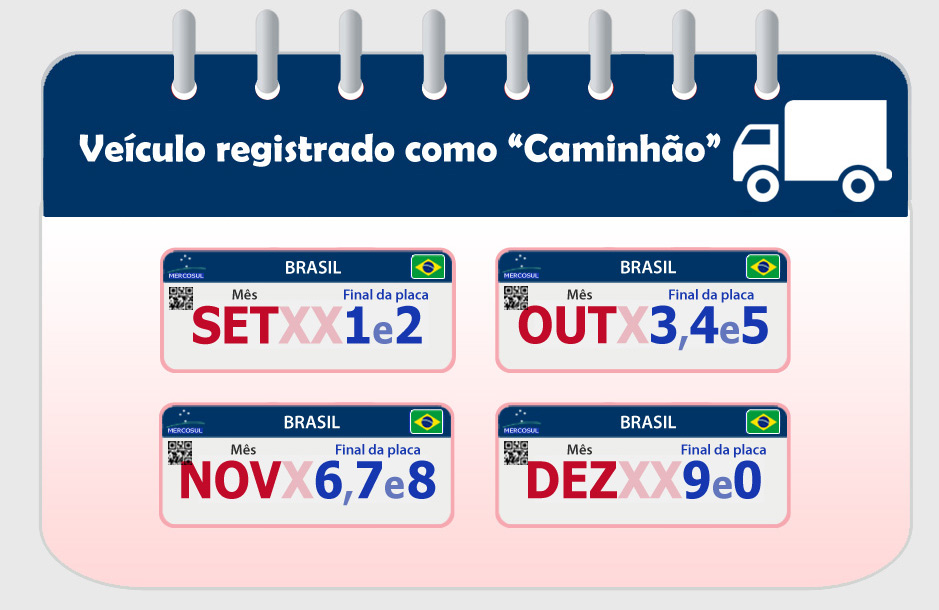 Veículo registrado como “Caminhão”
BRASIL
MERCOSUL
Mês Final da placa
SETXX1e2
BRASIL
MERCOSUL
Mês Final da placa
OUTX3,4e5
BRASIL
MERCOSUL
Mês Final da placa
NOVX6,7e8
BRASIL
MERCOSUL
Mês Final da placa
DEZXX9e0